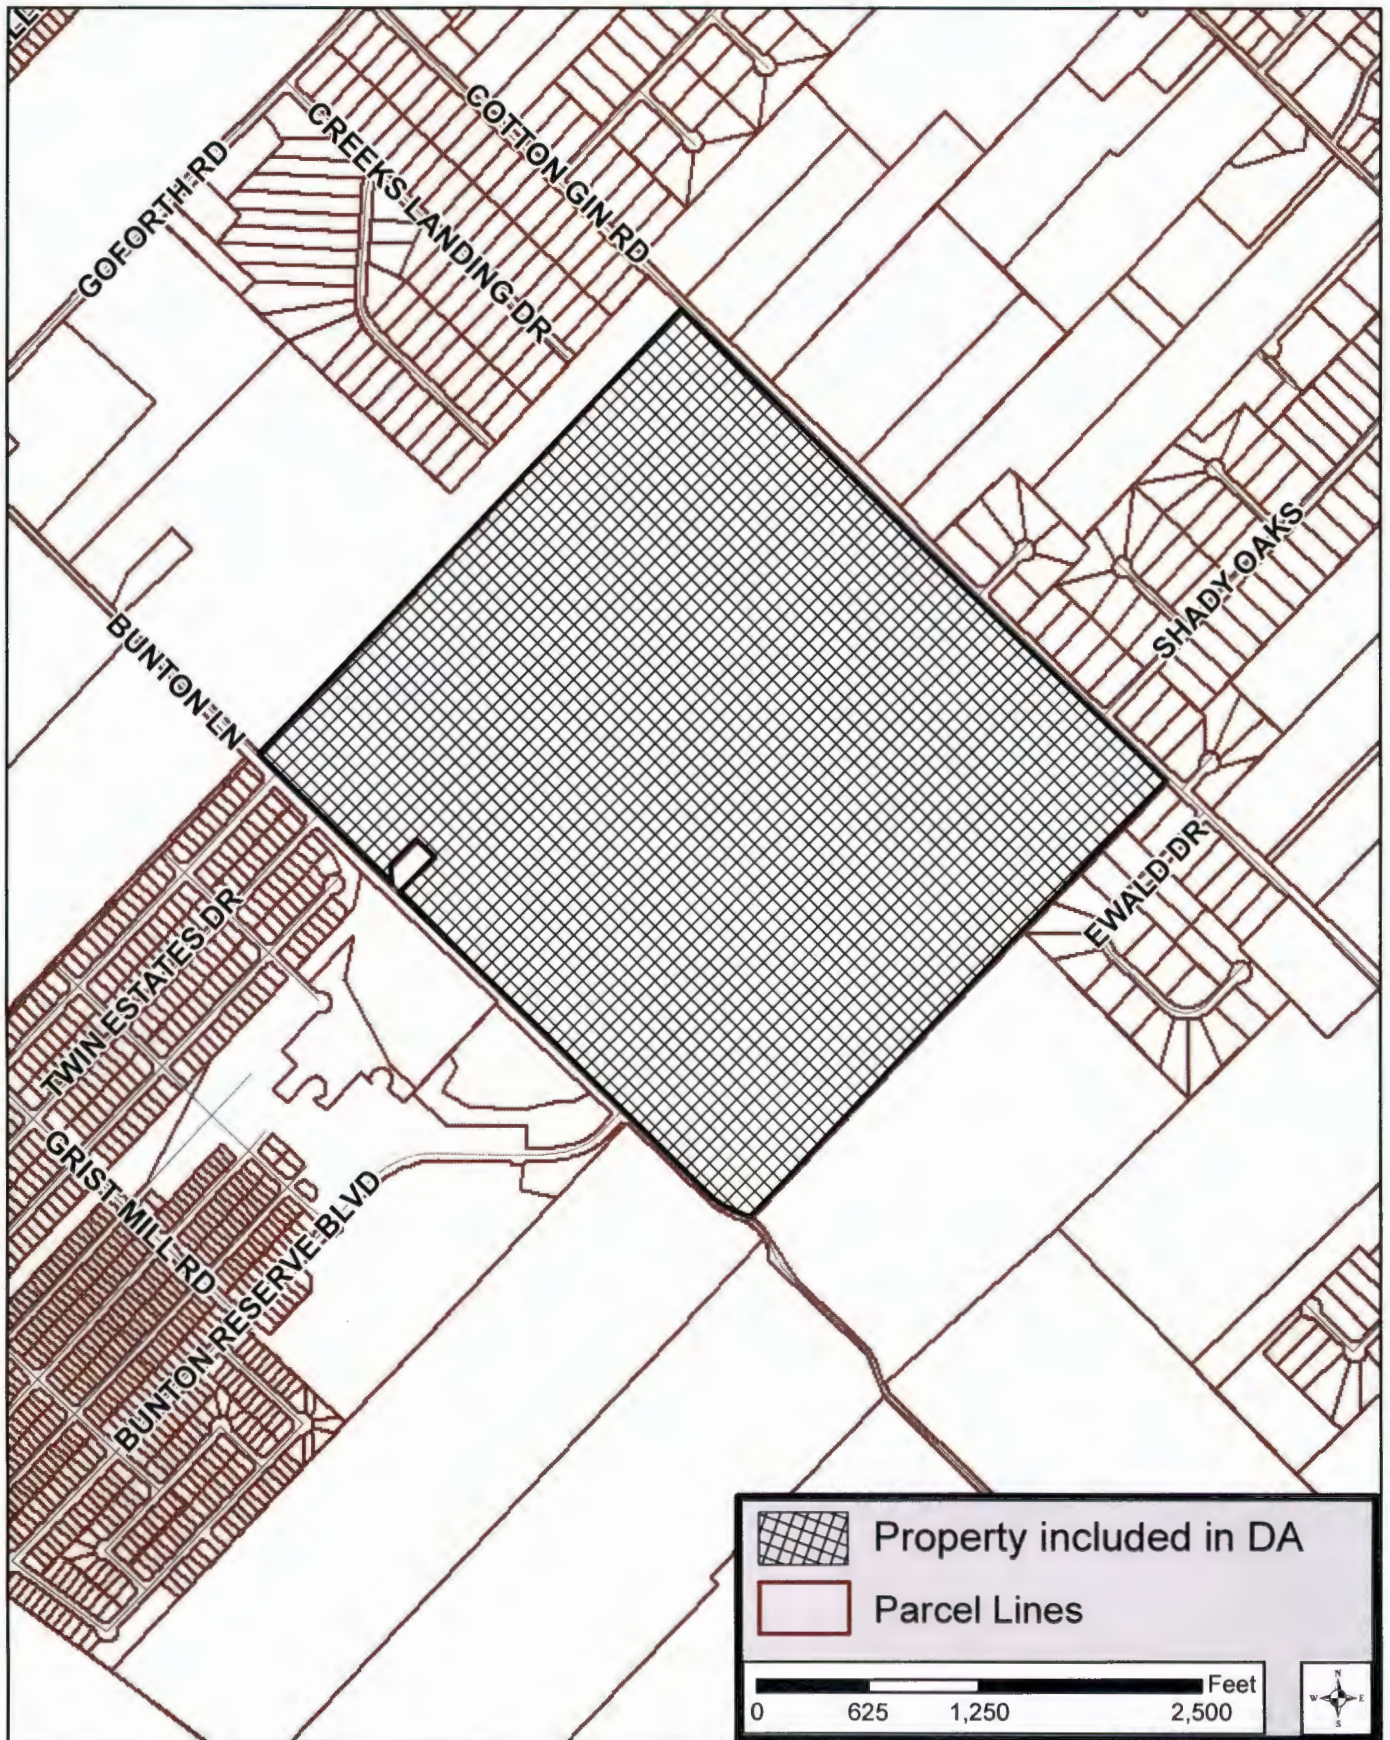 COTTON GIN RD
CREEKS LANDING DR
GOFORTH RD
SHADY OAKS
BUNTON LN
EWALD DR
TWIN ESTATES DR
GRIST MILL RD
BUNTON RESERVE BLVD
Property included in DA
Parcel Lines
Feet
0 625 1,250 2,500
N
W E
S